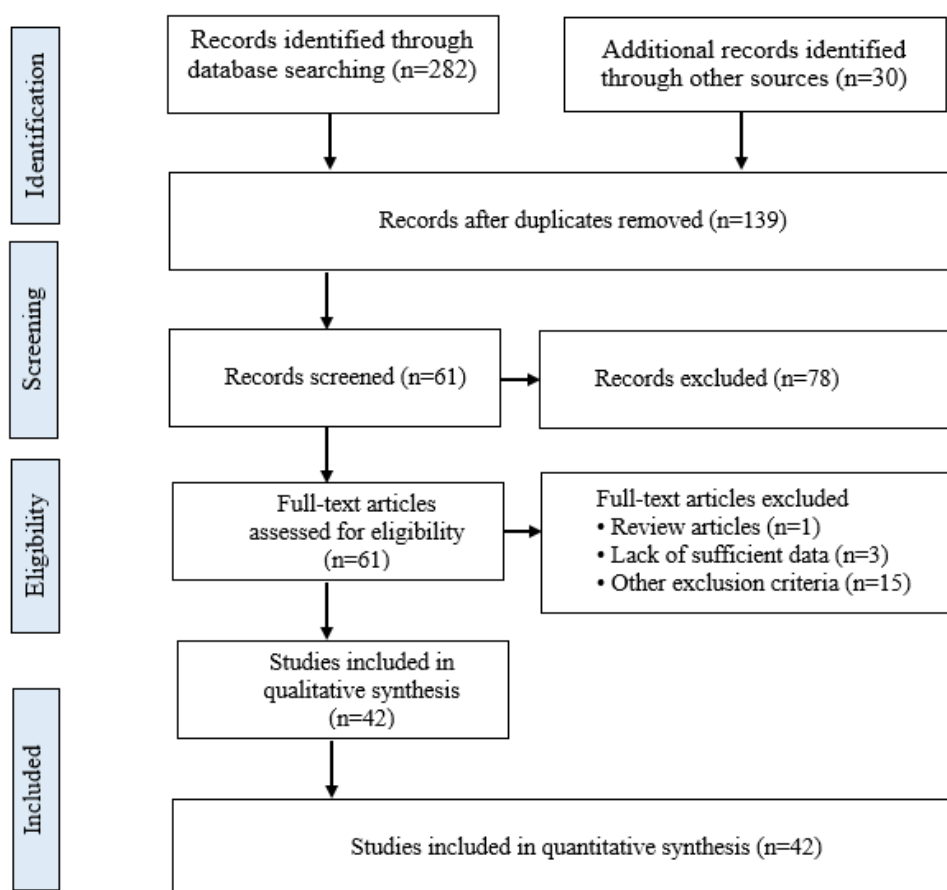 Identification
Records identified through
database searching (n=282)
Additional records identified
through other sources (n=30)
Records after duplicates removed (n=139)
Screening
Records screened (n=61)
Records excluded (n=78)
Eligibility
Full-text articles
assessed for eligibility
(n=61)
Full-text articles excluded
• Review articles (n=1)
• Lack of sufficient data (n=3)
• Other exclusion criteria (n=15)
Included
Studies included in
qualitative synthesis
(n=42)
Studies included in quantitative synthesis (n=42)